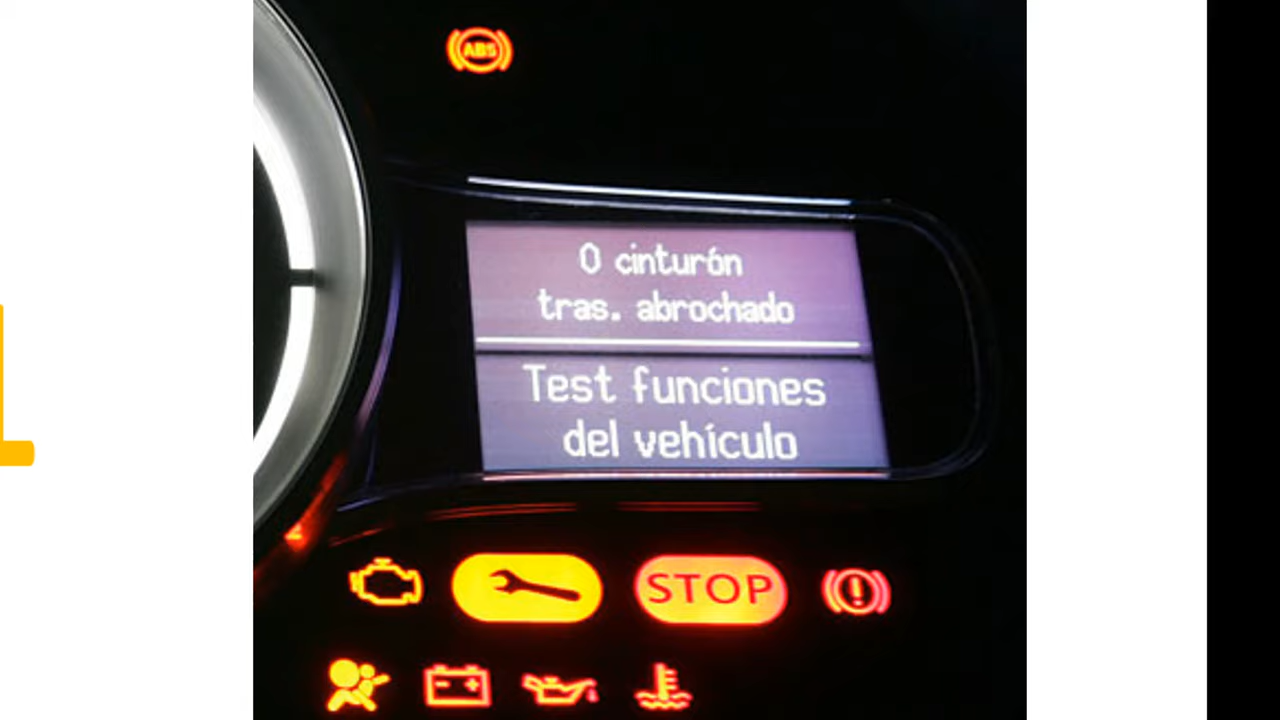 ABS
0 cinturón
tras. abrochado
Test funciones
del vehículo
STOP